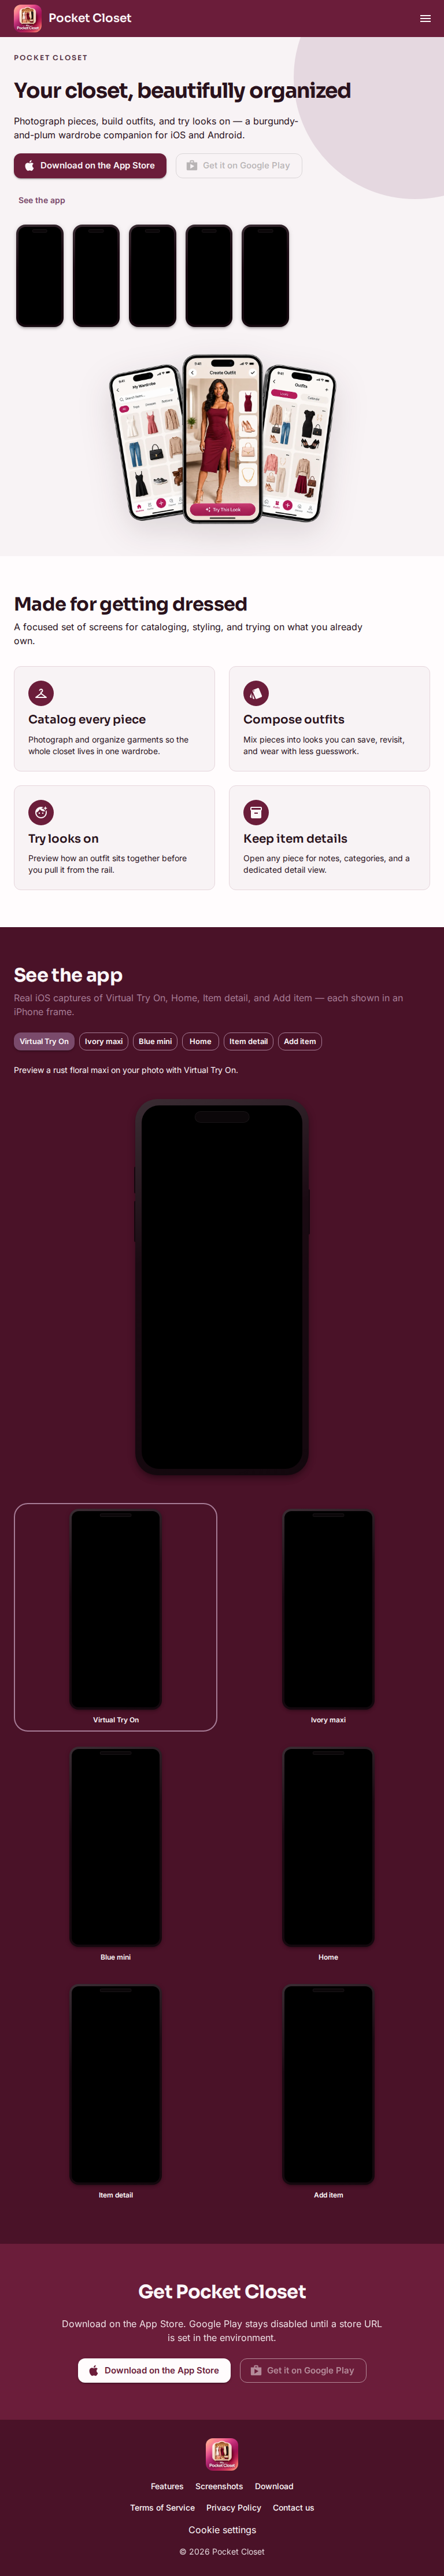 Pocket Closet
POCKET CLOSET
Your closet, beautifully organized
Photograph pieces, build outfits, and try looks on — a burgundy-
and-plum wardrobe companion for iOS and Android.
Download on the App Store
Get it on Google Play
See the app
My Wardrobe
Create Outfit
Outfits
Try This Look
Made for getting dressed
A focused set of screens for cataloging, styling, and trying on what you already
own.
Catalog every piece
Photograph and organize garments so the
whole closet lives in one wardrobe.
Compose outfits
Mix pieces into looks you can save, revisit,
and wear with less guesswork.
Try looks on
Preview how an outfit sits together before
you pull it from the rail.
Keep item details
Open any piece for notes, categories, and a
dedicated detail view.
See the app
Real iOS captures of Virtual Try On, Home, Item detail, and Add item — each shown in an
iPhone frame.
Virtual Try On
Ivory maxi
Blue mini
Home
Item detail
Add item
Preview a rust floral maxi on your photo with Virtual Try On.
Virtual Try On
Ivory maxi
Blue mini
Home
Item detail
Add item
Get Pocket Closet
Download on the App Store. Google Play stays disabled until a store URL
is set in the environment.
Download on the App Store
Get it on Google Play
Features
Screenshots
Download
Terms of Service
Privacy Policy
Contact us
Cookie settings
© 2026 Pocket Closet